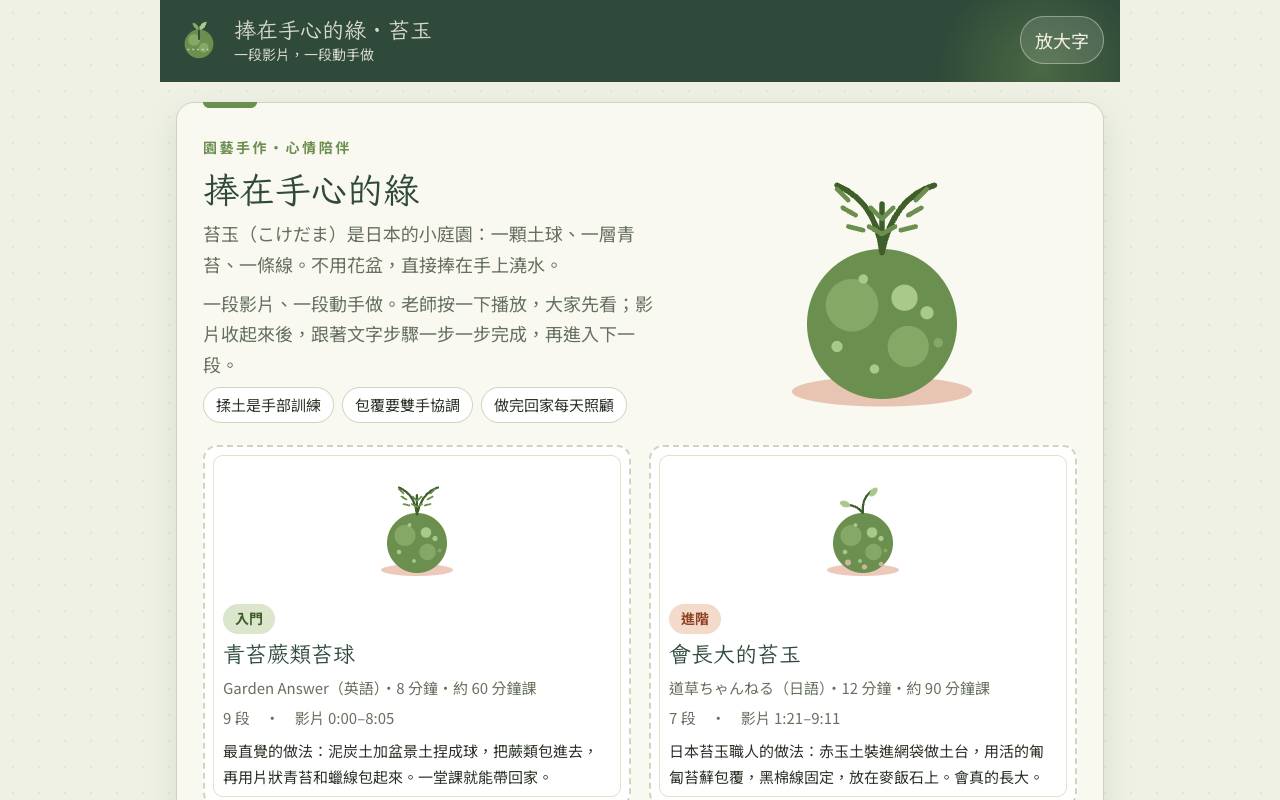 捧在手心的綠・苔玉
一段影片，一段動手做
放大字
園藝手作・心情陪伴
捧在手心的綠
苔玉（こけだま）是日本的小庭園：一顆土球、一層青
苔、一條線。不用花盆，直接捧在手上澆水。
一段影片、一段動手做。老師按一下播放，大家先看；影
片收起來後，跟著文字步驟一步一步完成，再進入下一
段。
揉土是手部訓練
包覆要雙手協調
做完回家每天照顧
入門
青苔蕨類苔球
Garden Answer（英語）・8 分鐘・約 60 分鐘課
9 段　・　影片 0:00–8:05
最直覺的做法：泥炭土加盆景土捏成球，把蕨類包進去，
再用片狀青苔和蠟線包起來。一堂課就能帶回家。
進階
會長大的苔玉
道草ちゃんねる（日語）・12 分鐘・約 90 分鐘課
7 段　・　影片 1:21–9:11
日本苔玉職人的做法：赤玉土裝進網袋做土台，用活的匍
匐苔蘚包覆，黑棉線固定，放在麥飯石上。會真的長大。